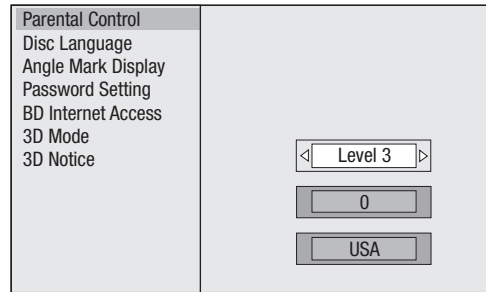 Parental Control
Disc Language
Angle Mark Display
Password Setting
BD Internet Access
3D Mode
3D Notice
Level 3
0
USA